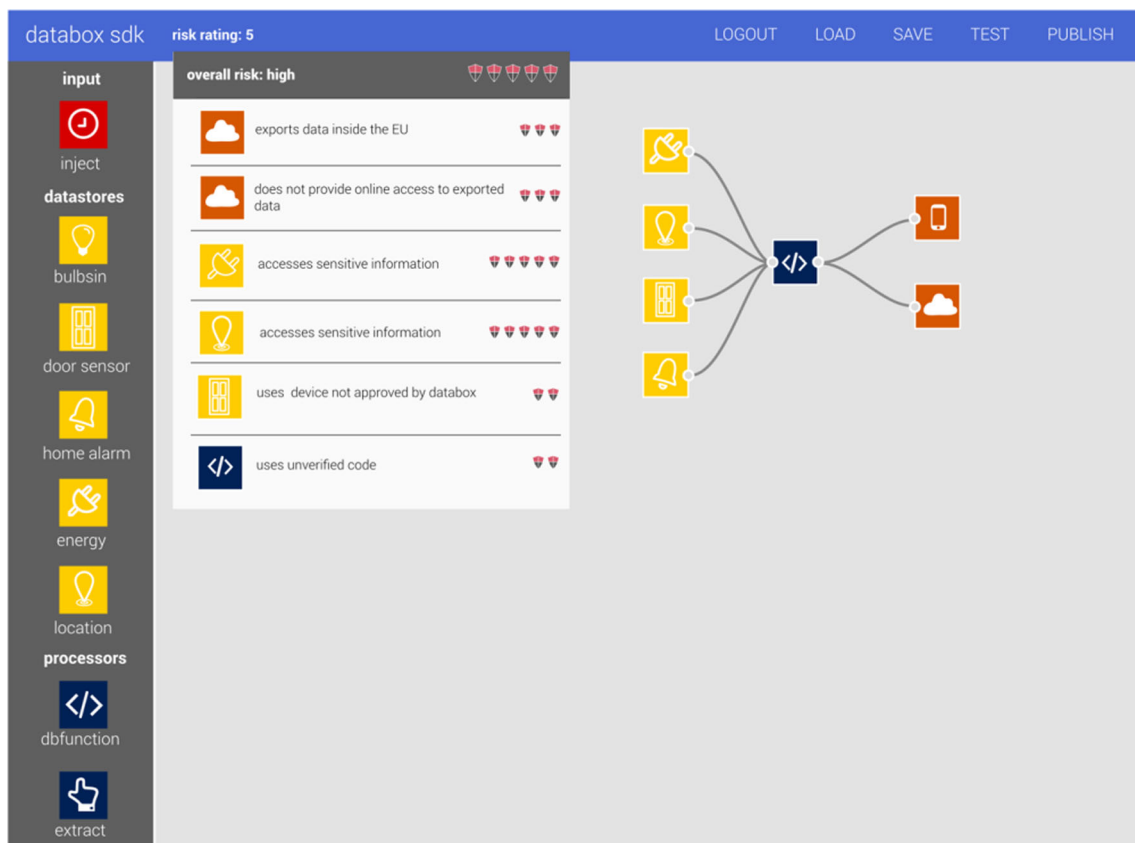 databox sdk
risk rating: 5
LOGOUT
LOAD
SAVE
TEST
PUBLISH
input
inject
datastores
bulbsin
door sensor
home alarm
energy
location
processors
dbfunction
extract
overall risk: high
exports data inside the EU
does not provide online access to exported
data
accesses sensitive information
accesses sensitive information
uses device not approved by databox
uses unverified code